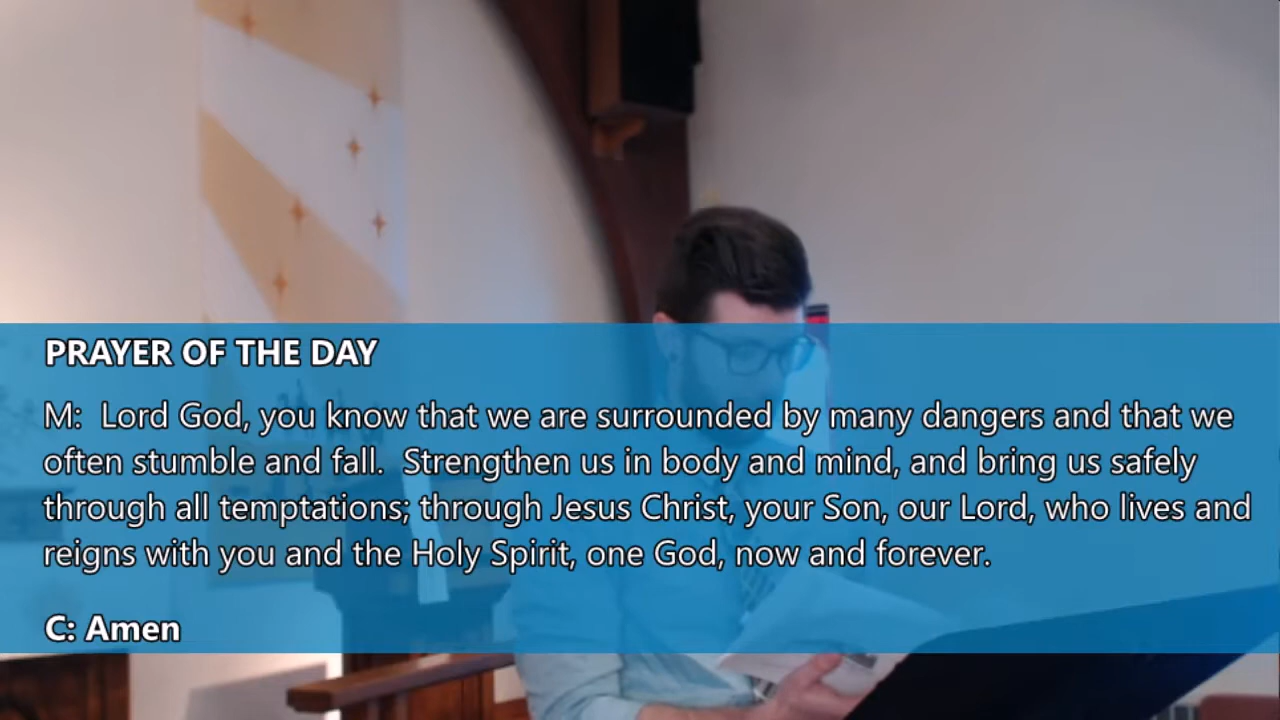 PRAYER OF THE DAY
M:  Lord God, you know that we are surrounded by many dangers and that we
often stumble and fall.  Strengthen us in body and mind, and bring us safely
through all temptations; through Jesus Christ, your Son, our Lord, who lives and
reigns with you and the Holy Spirit, one God, now and forever.
C: Amen